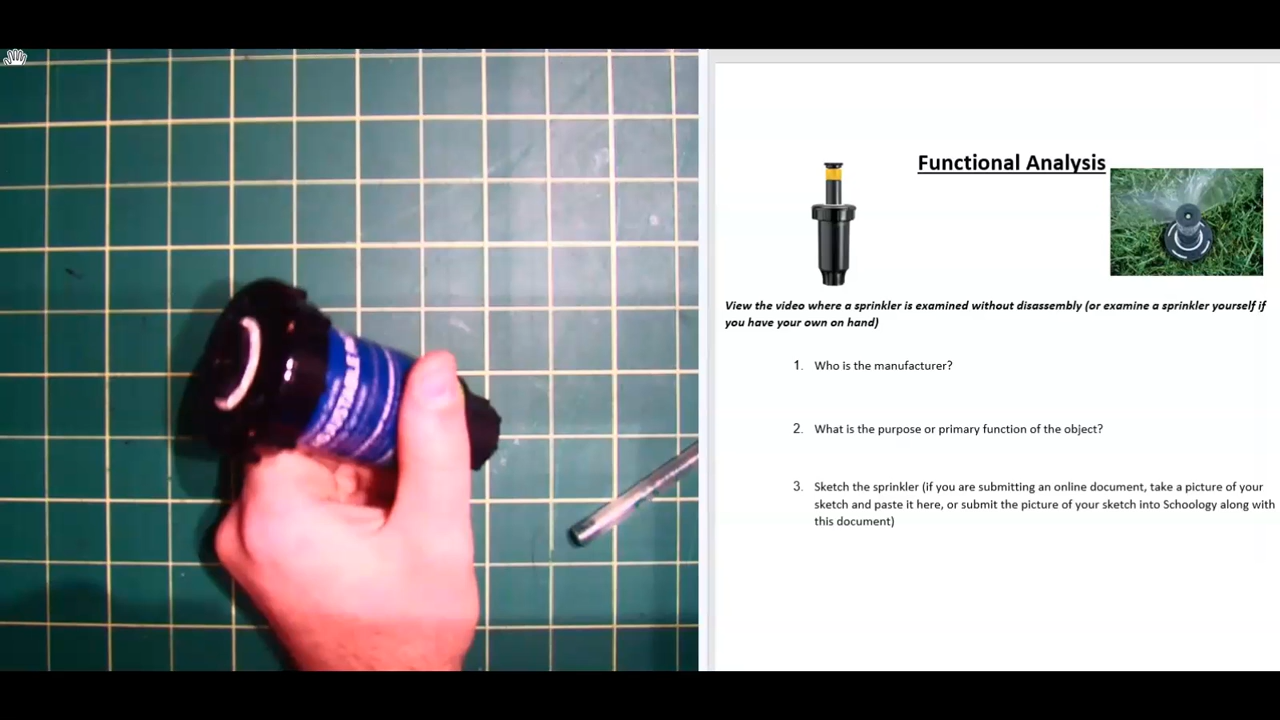 Functional Analysis
View the video where a sprinkler is examined without disassembly (or examine a sprinkler yourself if
you have your own on hand)
1. Who is the manufacturer?
2. What is the purpose or primary function of the object?
3. Sketch the sprinkler (if you are submitting an online document, take a picture of your
sketch and paste it here, or submit the picture of your sketch into Schoology along with
this document)